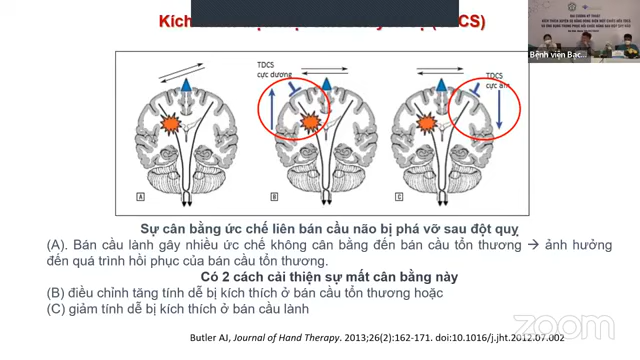 Kích
CS)
Bệnh viện Bạc...
TDCS
cực dương
TDCS
cực âm
A
B
C
Sự cân bằng ức chế liên bán cầu não bị phá vỡ sau đột quỵ
(A). Bán cầu lành gây nhiều ức chế không cân bằng đến bán cầu tổn thương → ảnh hưởng
đến quá trình hồi phục của bán cầu tổn thương.
Có 2 cách cải thiện sự mất cân bằng này
(B) điều chỉnh tăng tính dễ bị kích thích ở bán cầu tổn thương hoặc
(C) giảm tính dễ bị kích thích ở bán cầu lành
Butler AJ, Journal of Hand Therapy. 2013;26(2):162-171. doi:10.1016/j.jht.2012.07.002
zoom